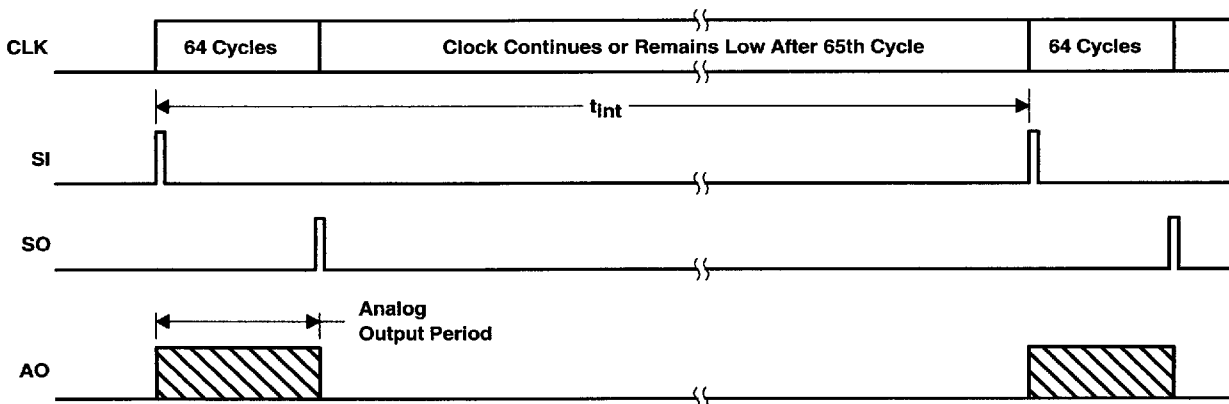 CLK
64 Cycles
Clock Continues or Remains Low After 65th Cycle
64 Cycles
tint
SI
SO
Analog
Output Period
AO